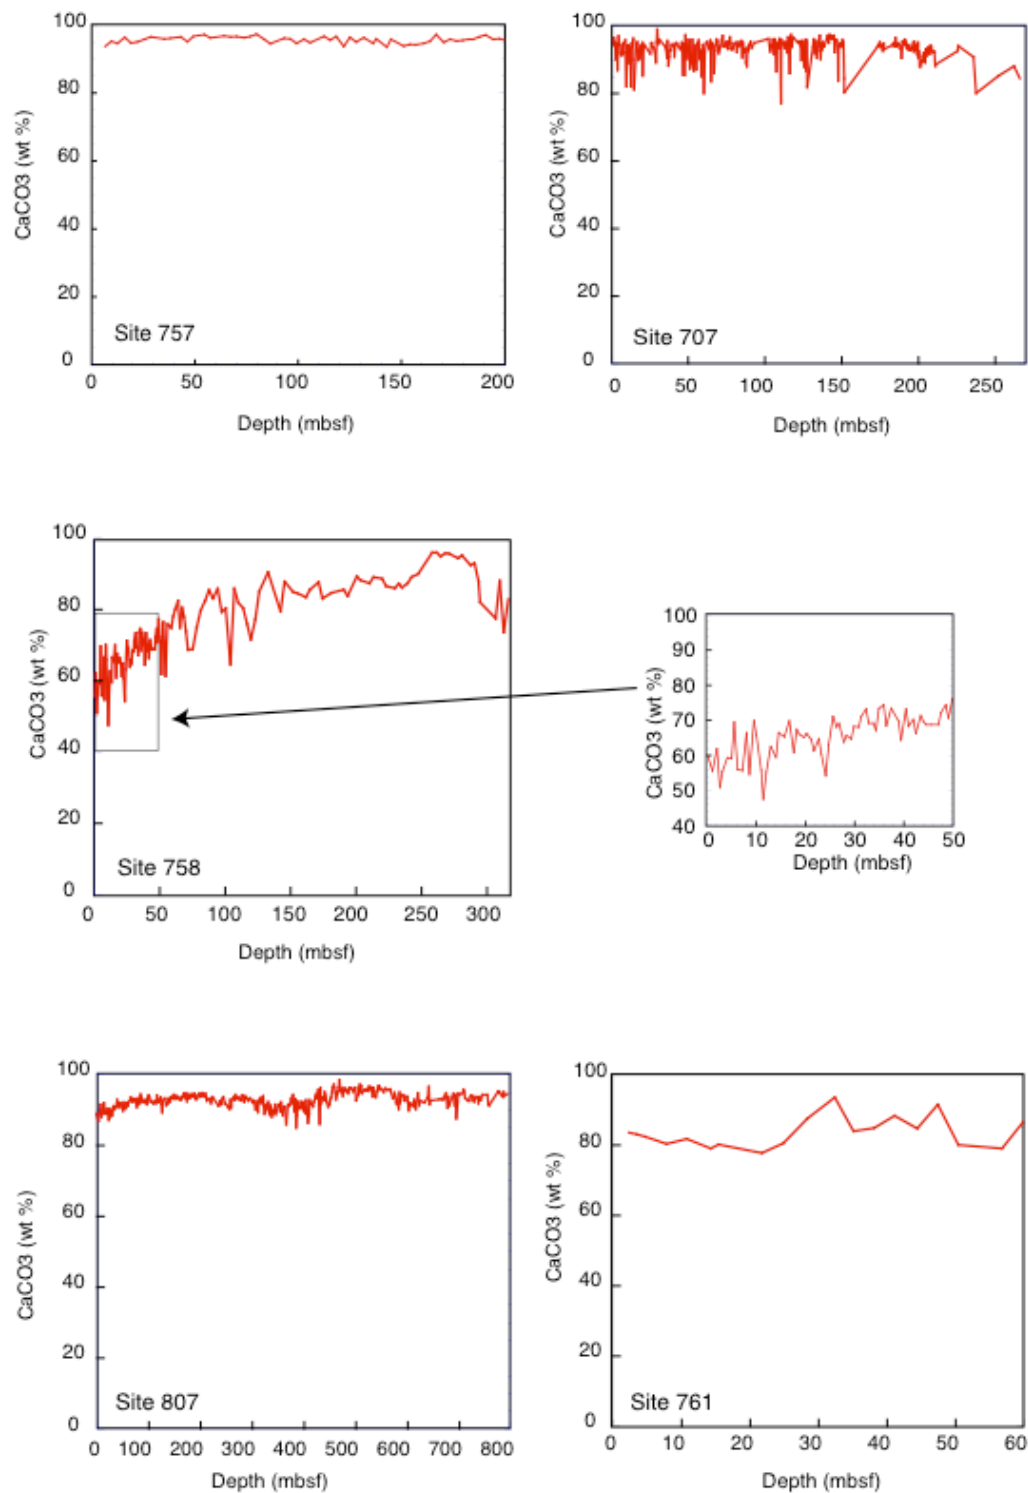 100
80
60
40
20
0
CaCO3 (wt %)
Site 757
0 50 100 150 200
Depth (mbsf)
100
80
60
40
20
0
CaCO3 (wt %)
Site 707
0 50 100 150 200 250
Depth (mbsf)
100
80
60
40
20
0
CaCO3 (wt %)
Site 758
0 50 100 150 200 250 300
Depth (mbsf)
100
90
80
70
60
50
40
CaCO3 (wt %)
0 10 20 30 40 50
Depth (mbsf)
100
80
60
40
20
0
CaCO3 (wt %)
Site 807
0 100 200 300 400 500 600 700 800
Depth (mbsf)
100
80
60
40
20
0
CaCO3 (wt %)
Site 761
0 10 20 30 40 50 60
Depth (mbsf)